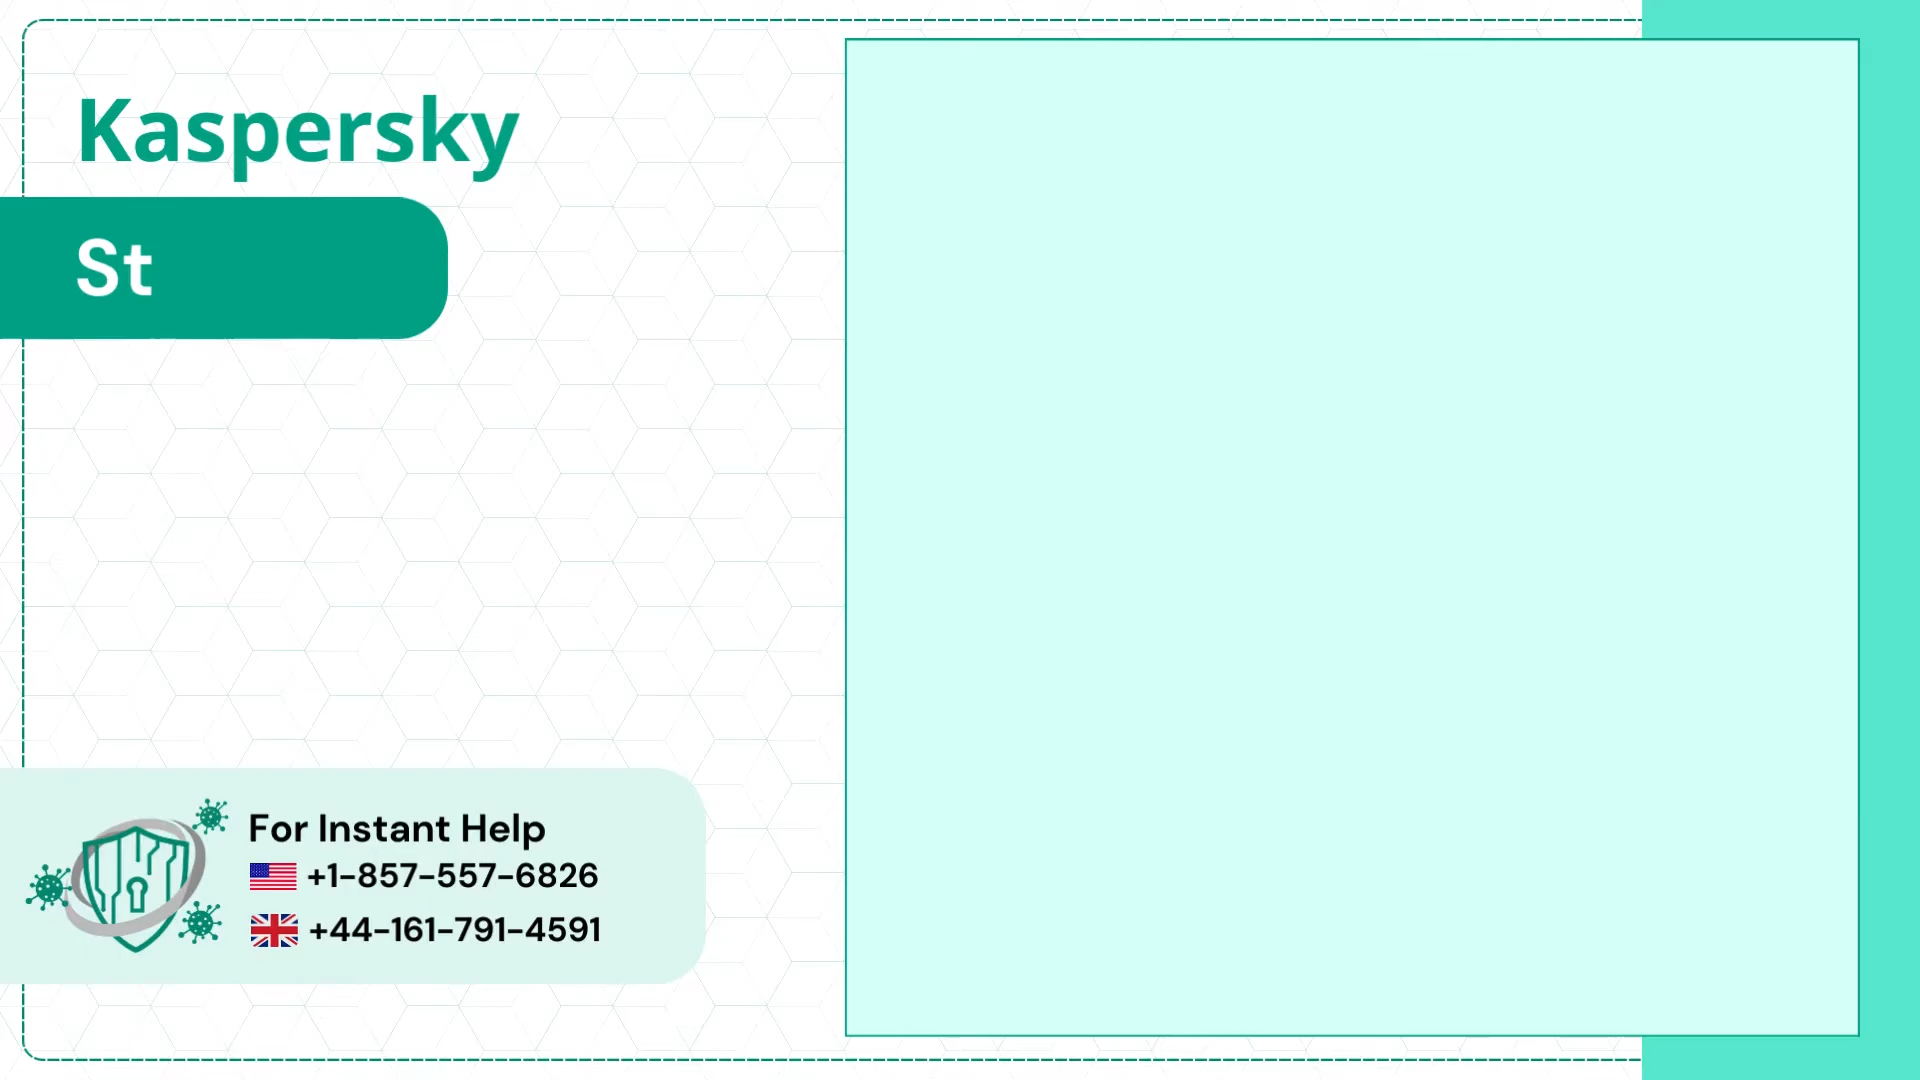 Kaspersky
St
For Instant Help
+1-857-557-6826
+44-161-791-4591